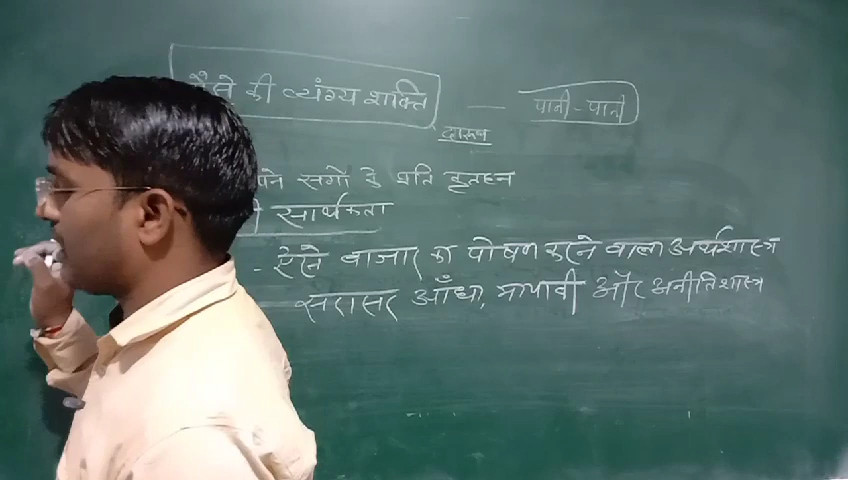 की व्यंग्य शक्ति
पानी-पानी
दारूण
सगों के प्रति कृतघ्न
सार्थकता
- ऐसे बाजार का पोषण करने वाला अर्थशास्त्र
सरासर औंधा, मायावी और अनीतिशास्त्र